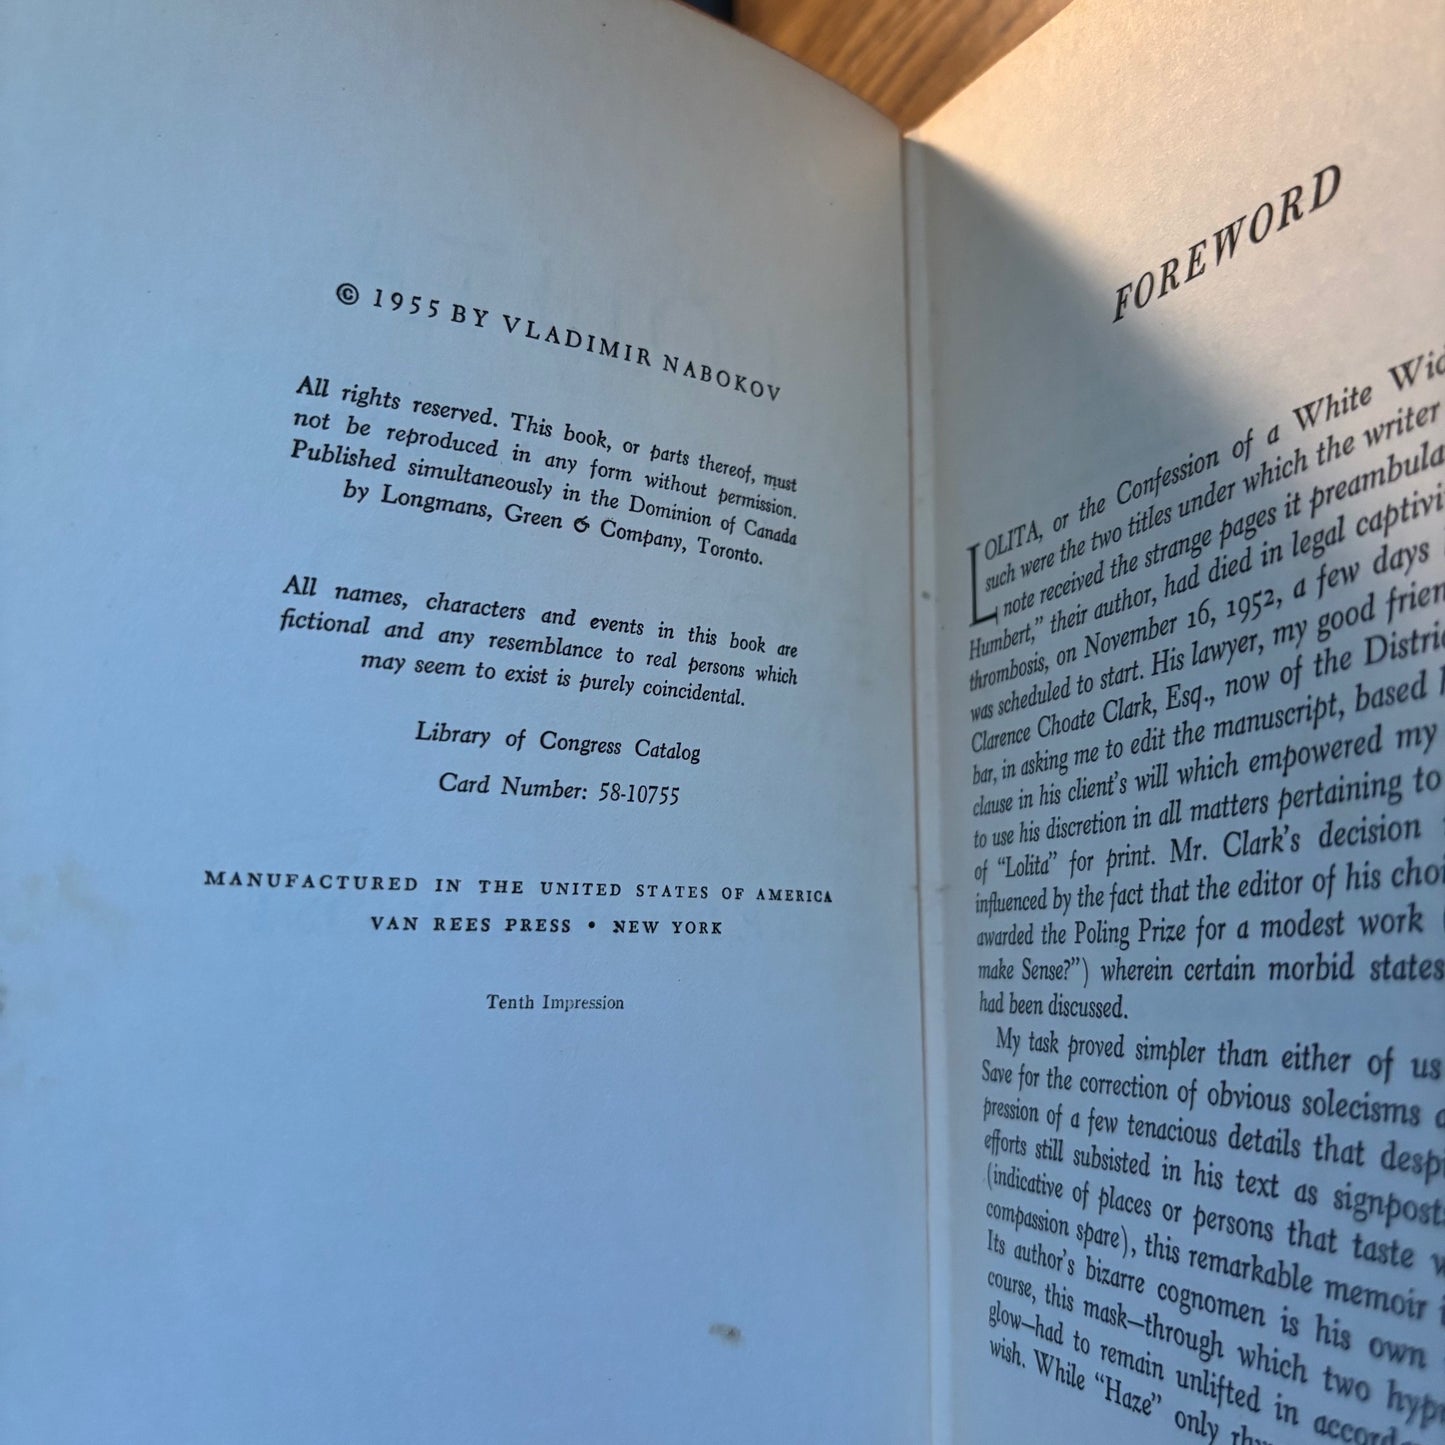 © 1955 BY VLADIMIR NABOKOV
All rights reserved. This book, or parts thereof, must
not be reproduced in any form without permission.
Published simultaneously in the Dominion of Canada
by Longmans, Green & Company, Toronto.
All names, characters and events in this book are
fictional and any resemblance to real persons which
may seem to exist is purely coincidental.
Library of Congress Catalog
Card Number: 58-10755
MANUFACTURED IN THE UNITED STATES OF AMERICA
VAN REES PRESS • NEW YORK
Tenth Impression
FOREWORD
LOLITA, or the Confession of a White
such were the two titles under which the writer
note received the strange pages it
Humbert," their author, had died in legal
thrombosis, on November 16, 1952, a few days
was scheduled to start. His lawyer, my good
Clarence Choate Clark, Esq., now of the
bar, in asking me to edit the manuscript, based
clause in his client's will which empowered my
to use his discretion in all matters pertaining to
of "Lolita" for print. Mr. Clark's decision
influenced by the fact that the editor of his
awarded the Poling Prize for a modest work
make Sense?") wherein certain morbid states
had been discussed.
My task proved simpler than either of us
Save for the correction of obvious solecisms
pression of a few tenacious details that
efforts still subsisted in his text as
(indicative of places or persons that taste
compassion spare), this remarkable memoir
Its author's bizarre cognomen is his own
course, this mask—through which two
glow—had to remain unlifted in
wish. While "Haze" only